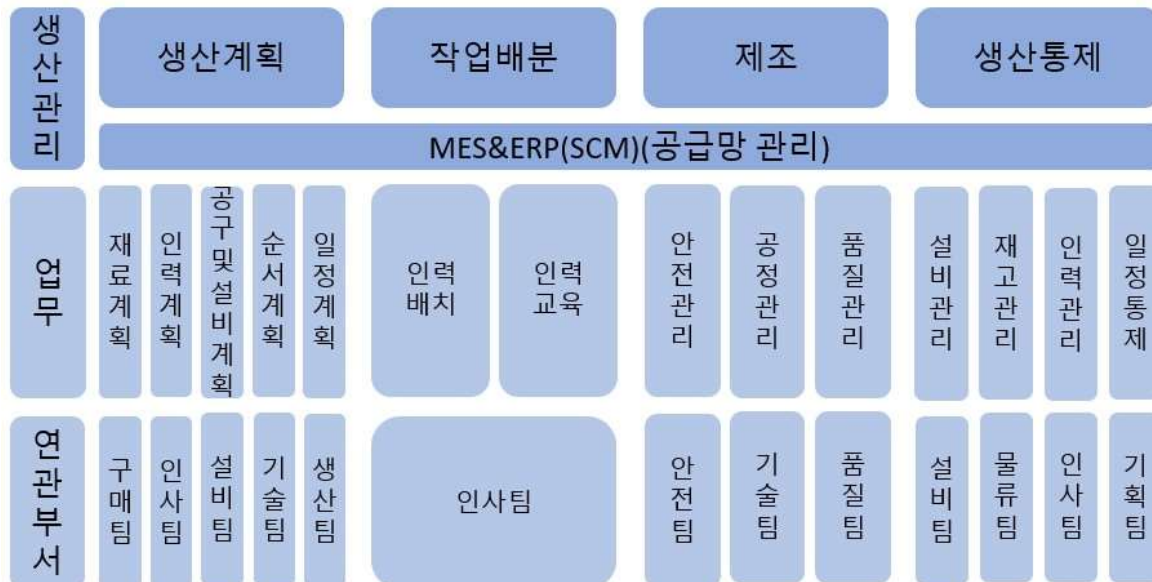 생산관리
생산계획
작업배분
제조
생산통제
MES&ERP(SCM)(공급망 관리)
업무
재료계획
인력계획
공구및설비계획
순서계획
일정계획
인력
배치
인력
교육
안전관리
공정관리
품질관리
설비관리
재고관리
인력관리
일정통제
연관부서
구매팀
인사팀
설비팀
기술팀
생산팀
인사팀
안전팀
기술팀
품질팀
설비팀
물류팀
인사팀
기획팀